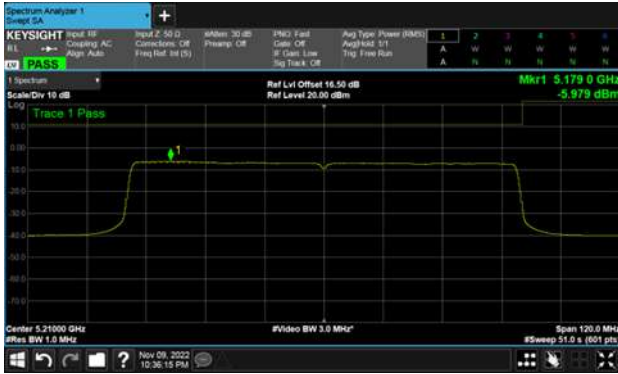 Spectrum Analyzer 1
Swept SA
+
KEYSIGHT
Input: RF
Coupling: AC
Align: Auto
Input Z: 50 Ω
Corrections: Off
Freq Ref: Int (S)
#Atten: 30 dB
Preamp: Off
PNO: Fast
Gate: Off
IF Gain: Low
Sig Track: Off
Avg Type: Power (RMS)
Avg|Hold: 1/1
Trig: Free Run
1 2 3 4 5 6
A W W W W W
A N N N N N
RL
PASS
1 Spectrum
Scale/Div 10 dB
Ref Lvl Offset 16.50 dB
Ref Level 20.00 dBm
Mkr1 5.179 0 GHz
-5.979 dBm
Log
Trace 1 Pass
10.0
1
0.00
-10.0
-20.0
-30.0
-40.0
-50.0
-60.0
-70.0
Center 5.21000 GHz
#Video BW 3.0 MHz*
Span 120.0 MHz
#Res BW 1.0 MHz
#Sweep 51.0 s (601 pts)
?
Nov 09, 2022
10:36:15 PM